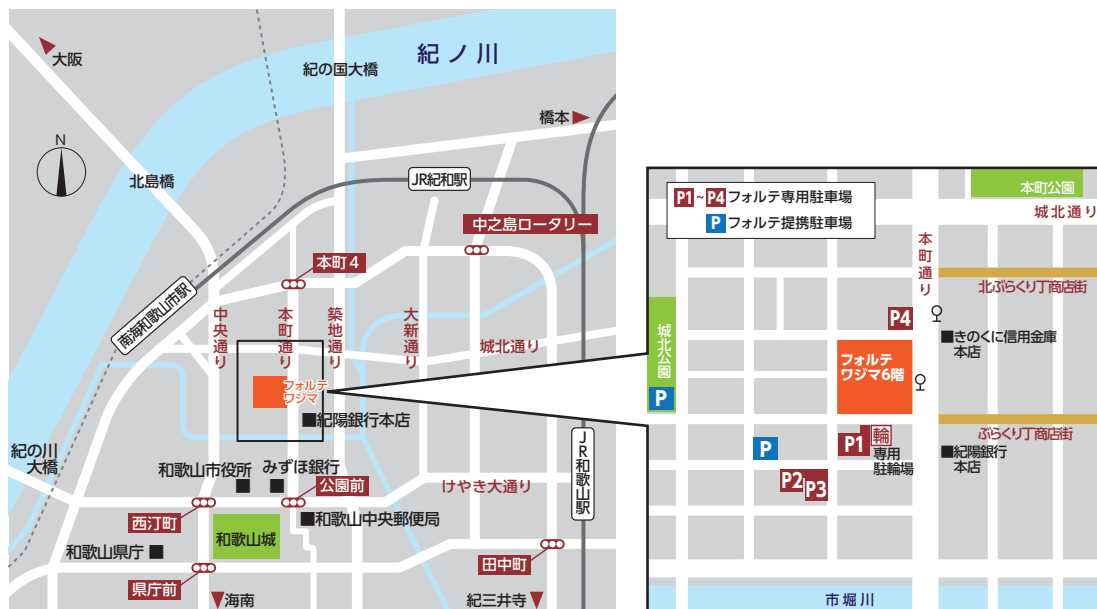 大阪
紀ノ川
紀の国大橋
橋本
N
北島橋
JR紀和駅
中之島ロータリー
本町4
南海和歌山市駅
中央通り
本町通り
築地通り
大新通り
城北通り
フォルテ
ワジマ
■紀陽銀行本店
紀の川
大橋
和歌山市役所
みずほ銀行
公園前
けやき大通り
JR和歌山駅
西汀町
■和歌山中央郵便局
和歌山城
和歌山県庁
県庁前
田中町
海南
紀三井寺
P1~P4フォルテ専用駐車場
Pフォルテ提携駐車場
本町公園
城北通り
本町通り
北ぶらくり丁商店街
城北公園
P
P4
■きのくに信用金庫
本店
フォルテ
ワジマ6階
ぶらくり丁商店街
P
P1
輪
専用
駐輪場
■紀陽銀行
本店
P2
P3
市堀川